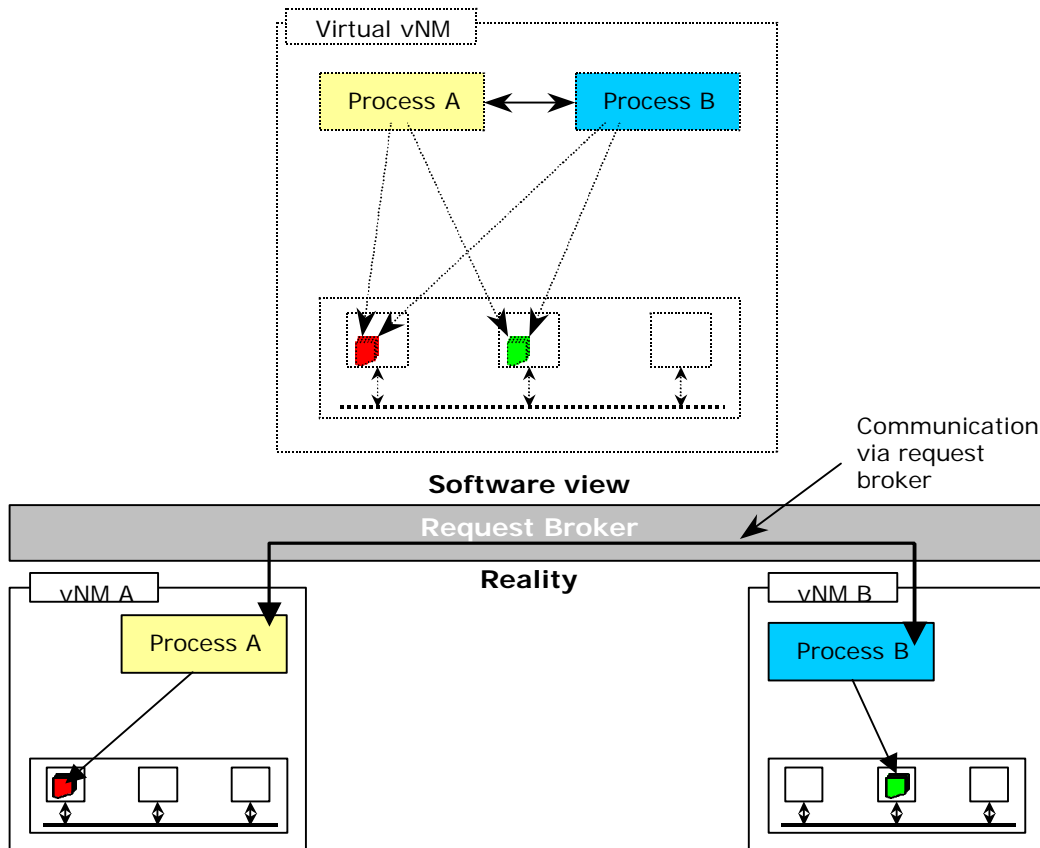 Virtual vNM
Process A
Process B
Communication
via request
broker
Software view
Request Broker
Reality
vNM A
vNM B
Process A
Process B